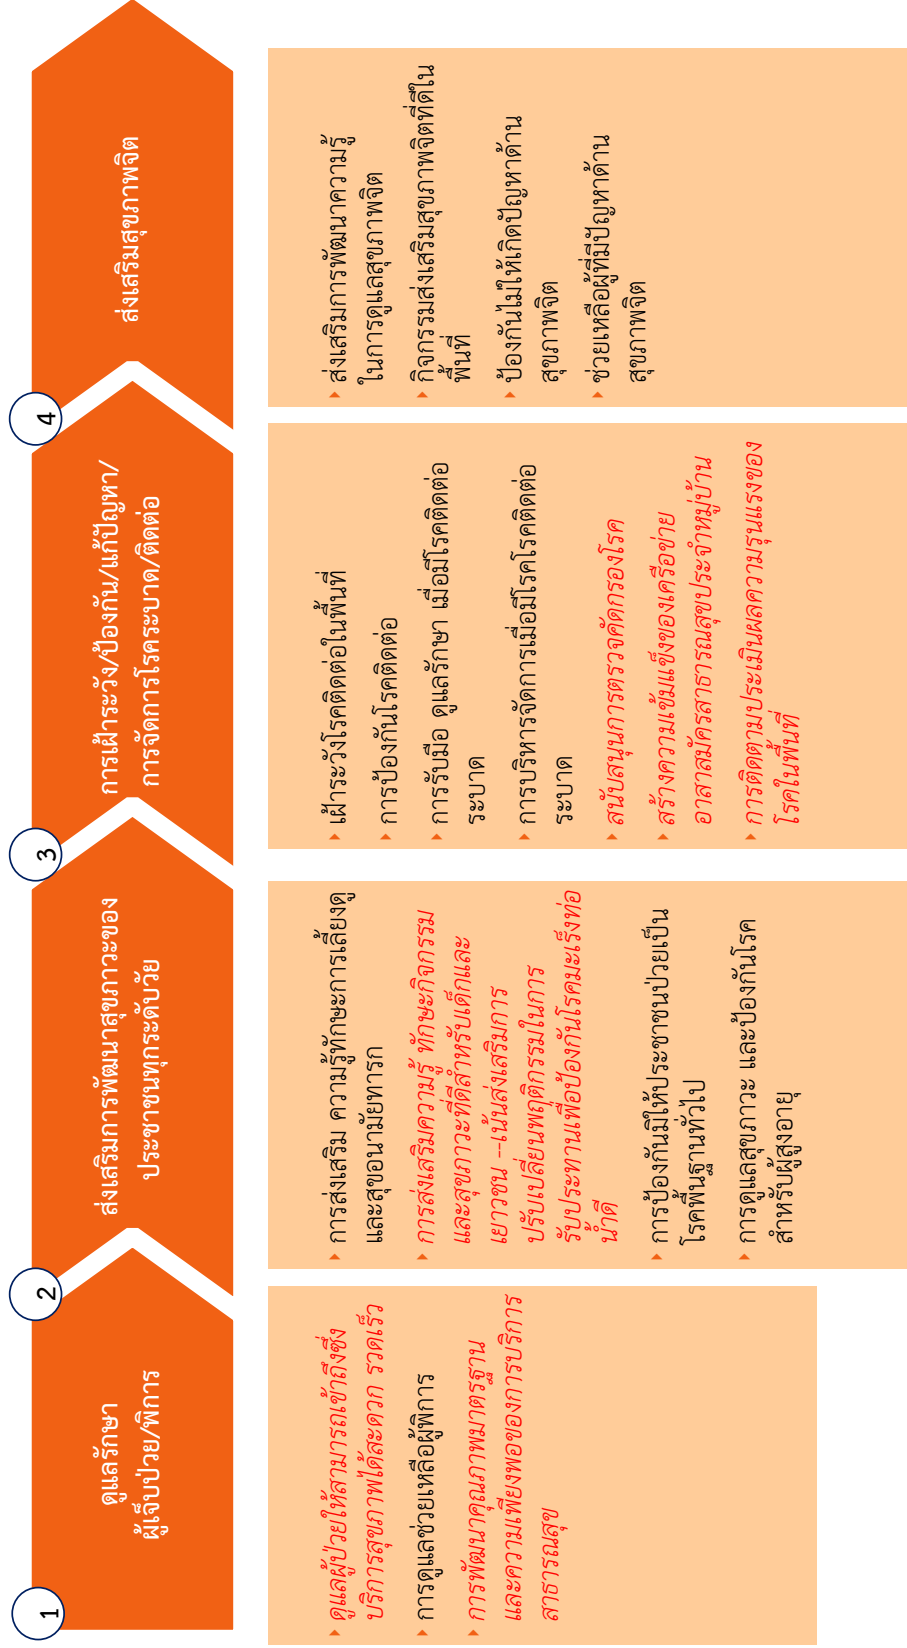 1
ดูแลรักษา
ผู้เจ็บป่วย/พิการ
ดูแลผู้ป่วยให้สามารถเข้าถึงซึ่ง
บริการสุขภาพได้สะดวก รวดเร็ว
การดูแลช่วยเหลือผู้พิการ
การพัฒนาคุณภาพมาตรฐาน
และความเพียงพอของการบริการ
สาธารณสุข
2
ส่งเสริมการพัฒนาสุขภาวะของ
ประชาชนทุกระดับวัย
การส่งเสริม ความรู้ทักษะการเลี้ยงดู
และสุขอนามัยทารก
การส่งเสริมความรู้ ทักษะกิจกรรม
และสุขภาวะที่ดีสำหรับเด็กและ
เยาวชน --เน้นส่งเสริมการ
ปรับเปลี่ยนพฤติกรรมในการ
รับประทานเพื่อป้องกันโรคมะเร็งท่อ
น้ำดี
การป้องกันมิให้ประชาชนป่วยเป็น
โรคพื้นฐานทั่วไป
การดูแลสุขภาวะ และป้องกันโรค
สำหรับผู้สูงอายุ
3
การเฝ้าระวัง/ป้องกัน/แก้ปัญหา/
การจัดการโรคระบาด/ติดต่อ
เฝ้าระวังโรคติดต่อในพื้นที่
การป้องกันโรคติดต่อ
การรับมือ ดูแลรักษา เมื่อมีโรคติดต่อ
ระบาด
การบริหารจัดการเมื่อมีโรคโรคติดต่อ
ระบาด
สนับสนุนการตรวจคัดกรองโรค
สร้างความเข้มแข็งของเครือข่าย
อาสาสมัครสาธารณสุขประจำหมู่บ้าน
การติดตามประเมินผลความรุนแรงของ
โรคในพื้นที่
4
ส่งเสริมสุขภาพจิต
ส่งเสริมการพัฒนาความรู้
ในการดูแลสุขภาพจิต
กิจกรรมส่งเสริมสุขภาพจิตที่ดีใน
พื้นที่
ป้องกันไม่ให้เกิดปัญหาด้าน
สุขภาพจิต
ช่วยเหลือผู้ที่มีปัญหาด้าน
สุขภาพจิต